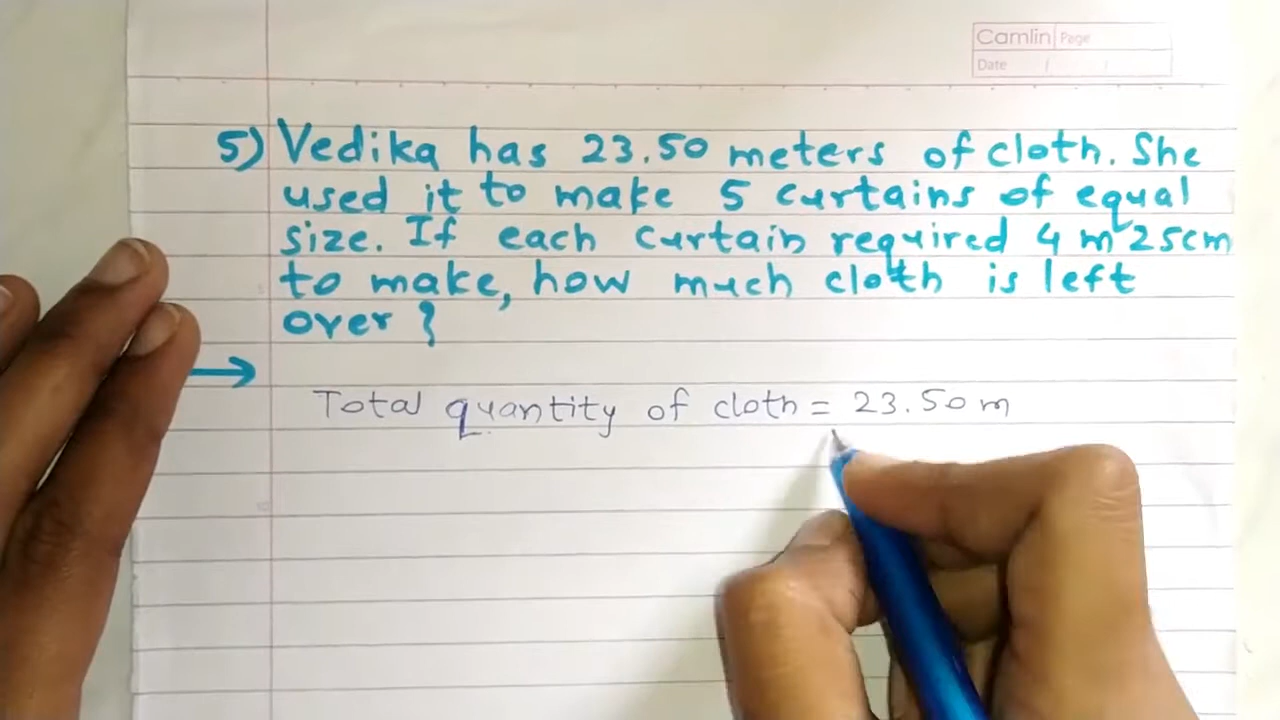 Camlin Page
Date / /
5) Vedika has 23.50 meters of cloth. She
used it to make 5 curtains of equal
size. If each curtain required 4 m 25cm
to make, how much cloth is left
over ?
→
Total quantity of cloth = 23.50 m